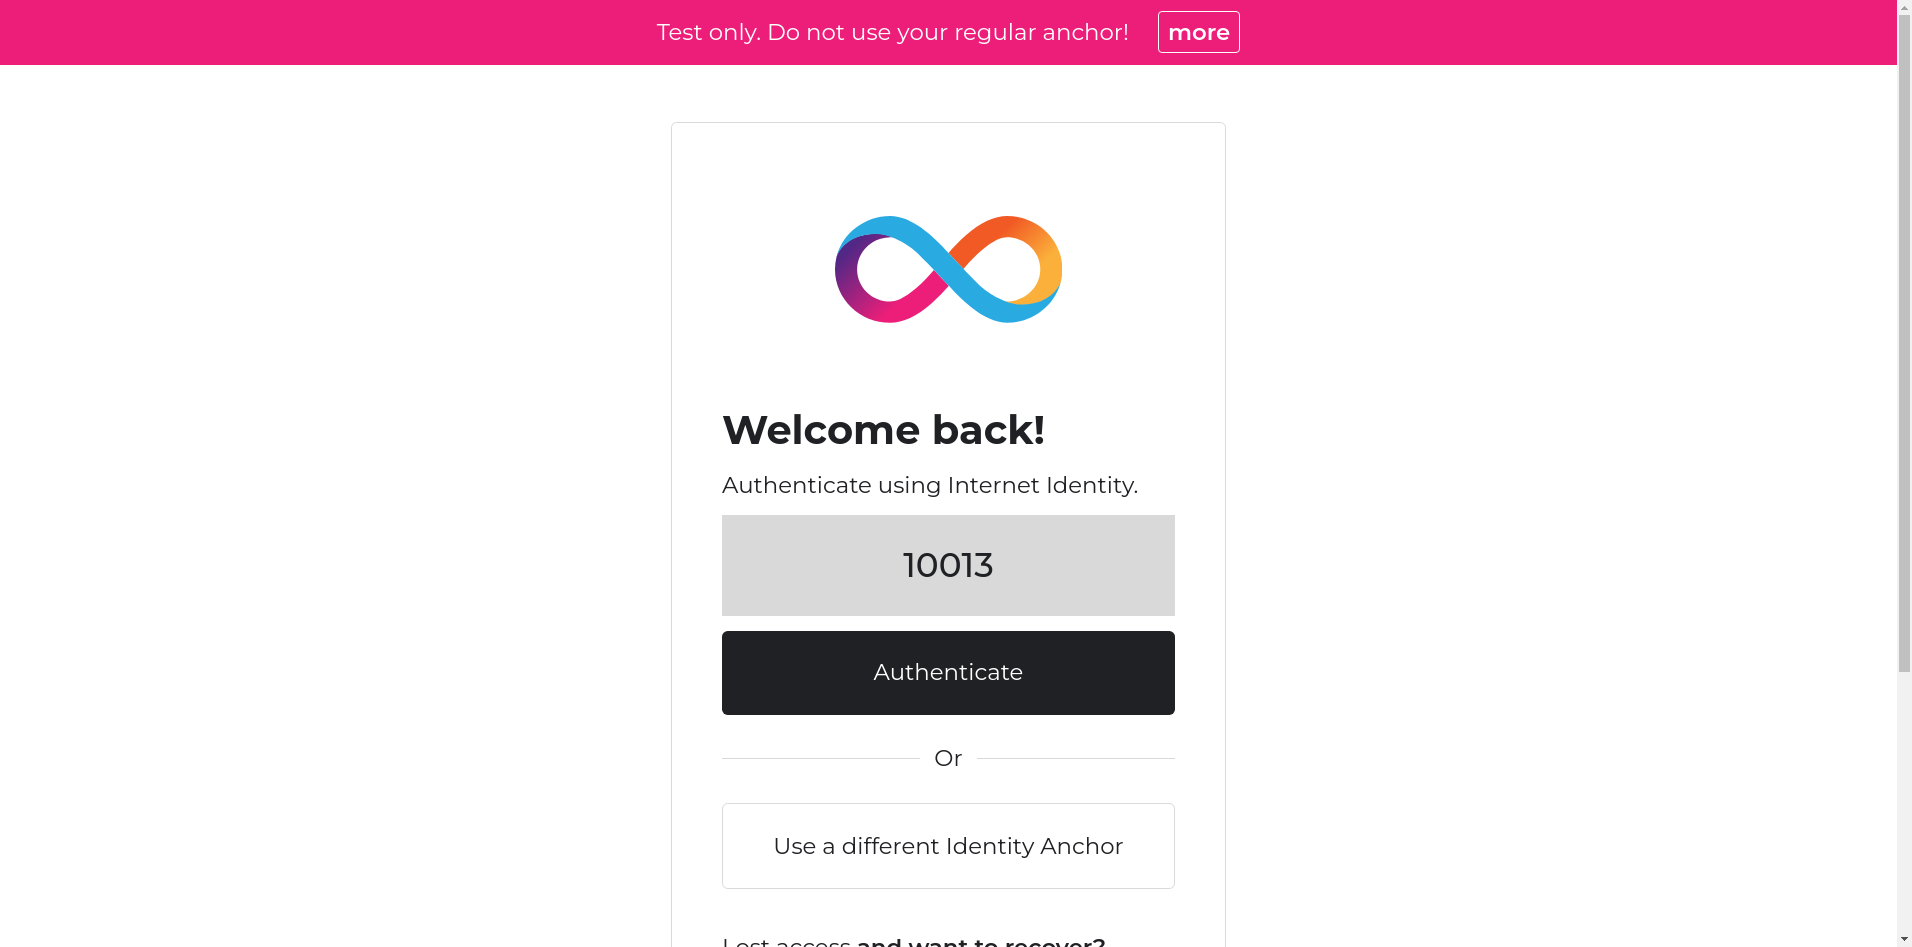 Test only. Do not use your regular anchor! more
Welcome back!
Authenticate using Internet Identity.
10013
Authenticate
Or
Use a different Identity Anchor
Lost access and want to recover?